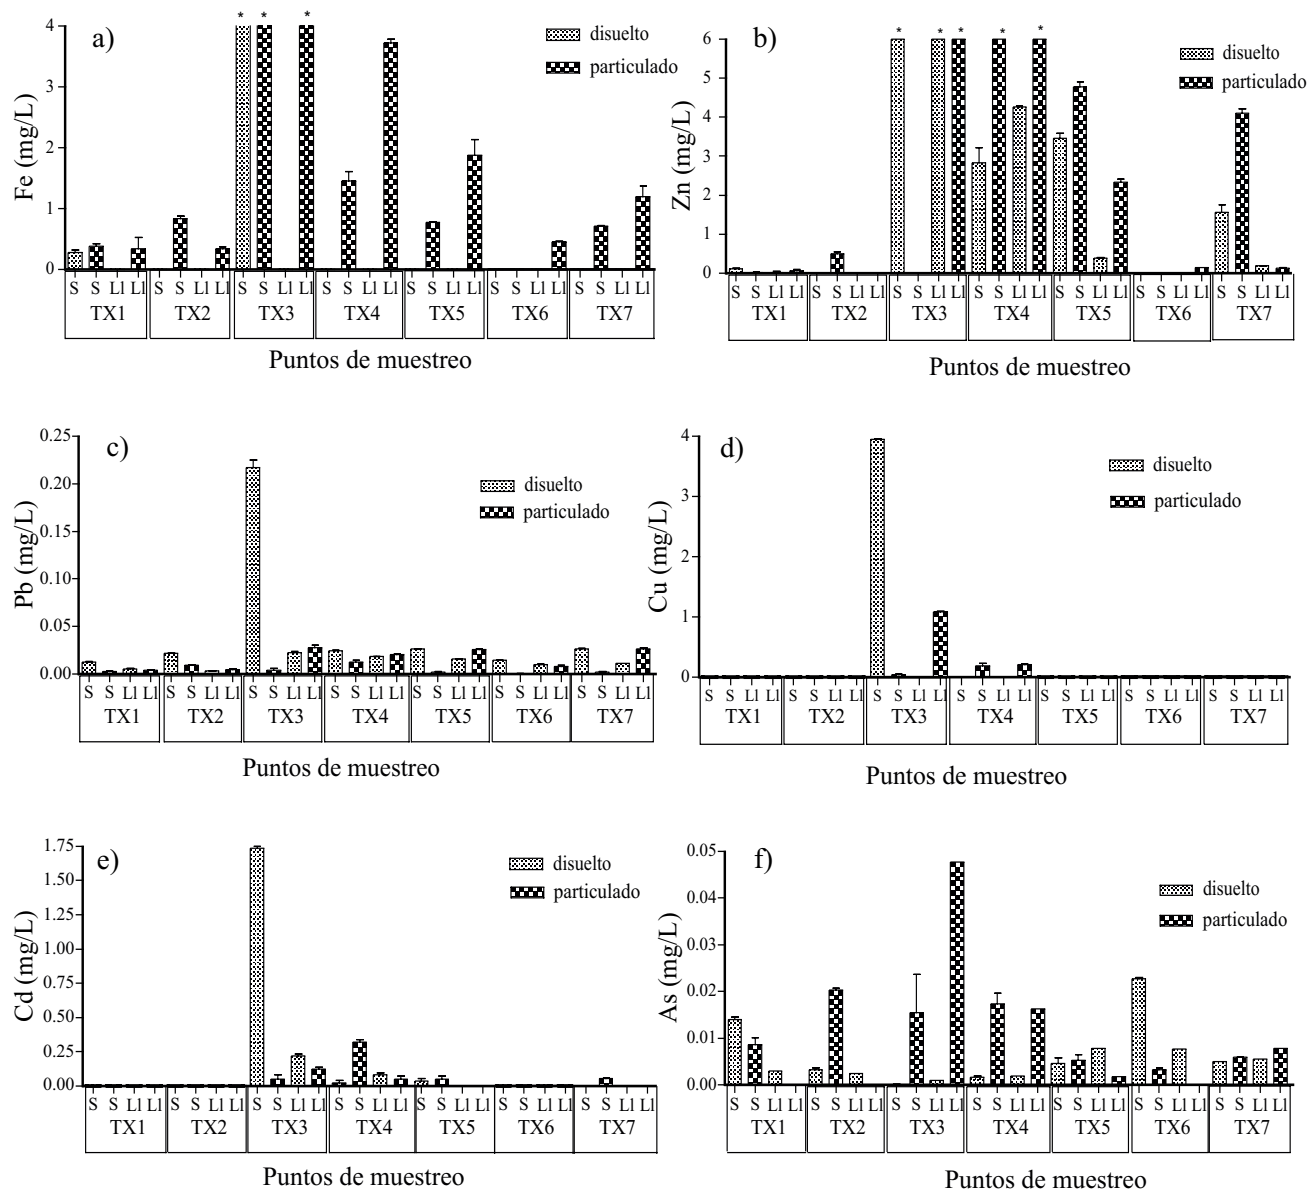 a)
* * *
disuelto
particulado
Fe (mg/L)
4
3
2
1
0
S S Ll Ll S S Ll Ll S S Ll Ll S S Ll Ll S S Ll Ll S S Ll Ll S S Ll Ll
TX1 TX2 TX3 TX4 TX5 TX6 TX7
Puntos de muestreo
b)
* * * * *
disuelto
particulado
Zn (mg/L)
6
5
4
3
2
1
0
S S Ll Ll S S Ll Ll S S Ll Ll S S Ll Ll S S Ll Ll S S Ll Ll S S Ll Ll
TX1 TX2 TX3 TX4 TX5 TX6 TX7
Puntos de muestreo
c)
disuelto
particulado
Pb (mg/L)
0.25
0.20
0.15
0.10
0.05
0.00
S S Ll Ll S S Ll Ll S S Ll Ll S S Ll Ll S S Ll Ll S S Ll Ll S S Ll Ll
TX1 TX2 TX3 TX4 TX5 TX6 TX7
Puntos de muestreo
d)
disuelto
particulado
Cu (mg/L)
4
4
2
1
0
S S Ll Ll S S Ll Ll S S Ll Ll S S Ll Ll S S Ll Ll S S Ll Ll S S Ll Ll
TX1 TX2 TX3 TX4 TX5 TX6 TX7
Puntos de muestreo
e)
disuelto
particulado
Cd (mg/L)
1.75
1.50
1.25
1.00
0.75
0.50
0.25
0.00
S S Ll Ll S S Ll Ll S S Ll Ll S S Ll Ll S S Ll Ll S S Ll Ll S S Ll Ll
TX1 TX2 TX3 TX4 TX5 TX6 TX7
Puntos de muestreo
f)
disuelto
particulado
As (mg/L)
0.05
0.04
0.03
0.02
0.01
0.00
S S Ll Ll S S Ll Ll S S Ll Ll S S Ll Ll S S Ll Ll S S Ll Ll S S Ll Ll
TX1 TX2 TX3 TX4 TX5 TX6 TX7
Puntos de muestreo